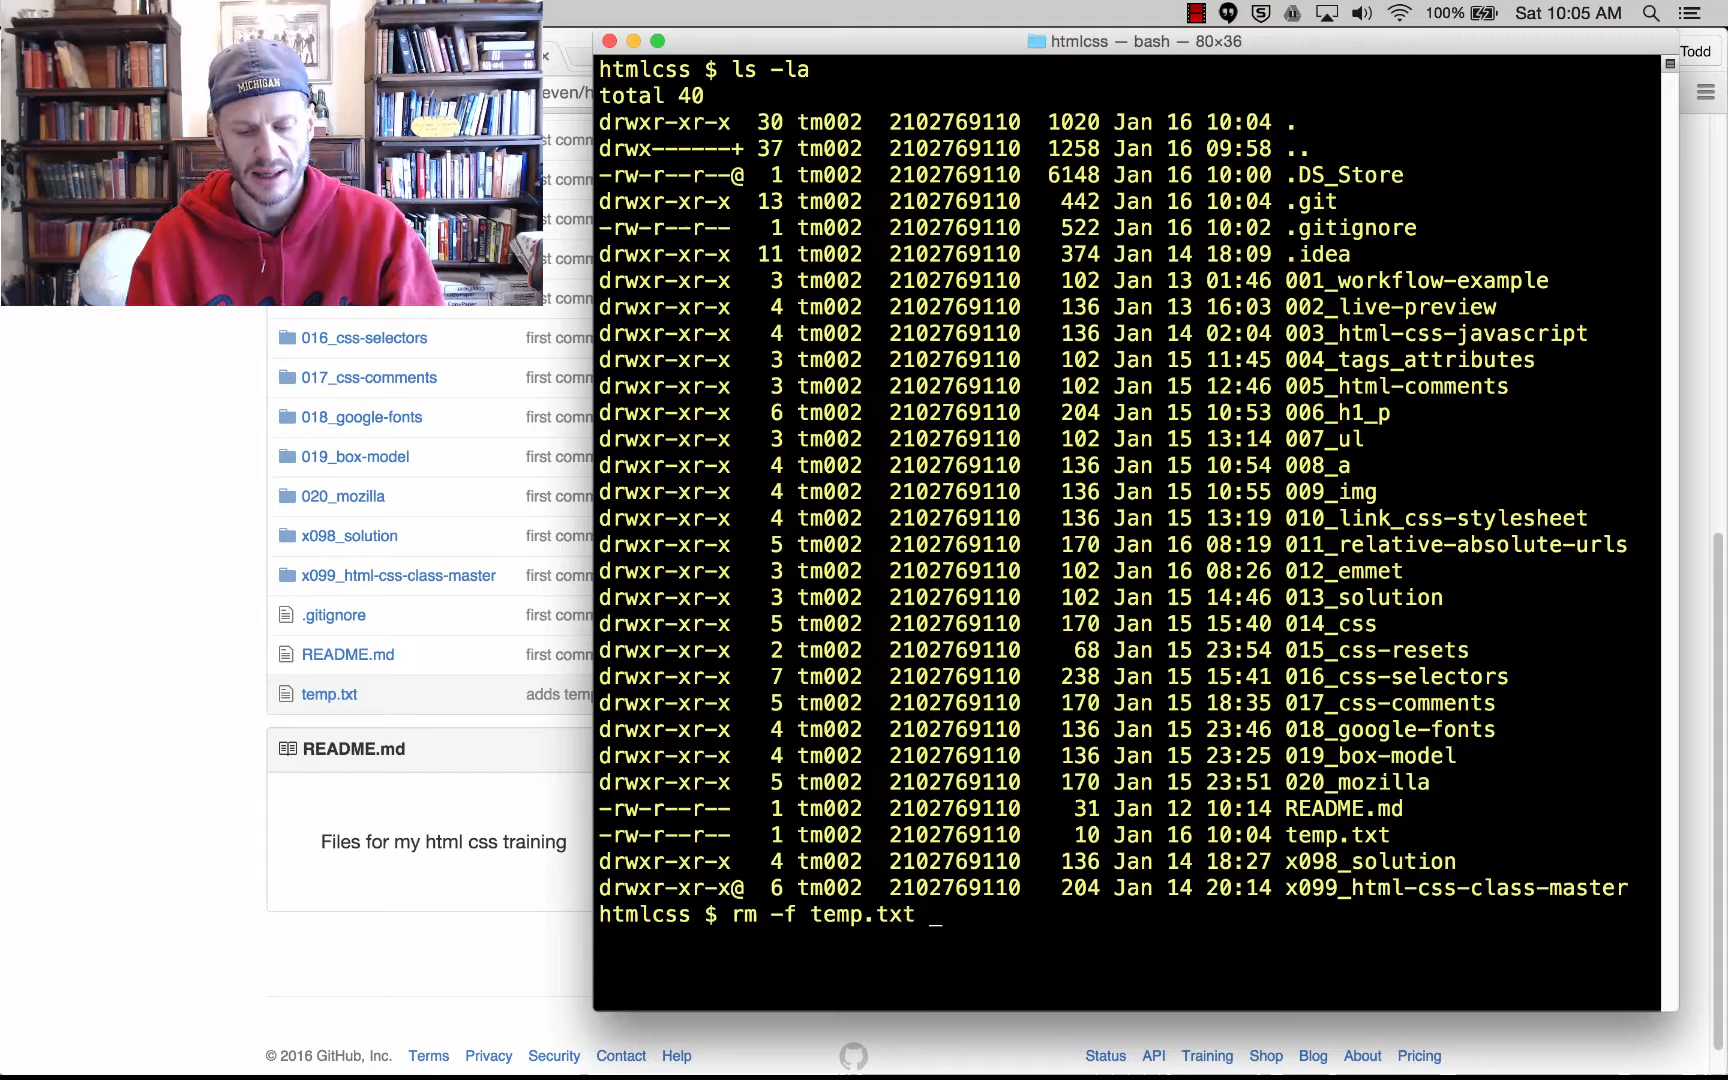 100% Sat 10:05 AM
MICHIGAN
htmlcss — bash — 80×36
Todd
even/h
st comm
st comm
st comm
st comm
st comm
016_css-selectors first comm
017_css-comments first comm
018_google-fonts first comm
019_box-model first comm
020_mozilla first comm
x098_solution first comm
x099_html-css-class-master first comm
.gitignore first comm
README.md first comm
temp.txt adds temp
README.md
Files for my html css training
htmlcss $ ls -la
total 40
drwxr-xr-x 30 tm002 2102769110 1020 Jan 16 10:04 .
drwx------+ 37 tm002 2102769110 1258 Jan 16 09:58 ..
-rw-r--r--@ 1 tm002 2102769110 6148 Jan 16 10:00 .DS_Store
drwxr-xr-x 13 tm002 2102769110 442 Jan 16 10:04 .git
-rw-r--r-- 1 tm002 2102769110 522 Jan 16 10:02 .gitignore
drwxr-xr-x 11 tm002 2102769110 374 Jan 14 18:09 .idea
drwxr-xr-x 3 tm002 2102769110 102 Jan 13 01:46 001_workflow-example
drwxr-xr-x 4 tm002 2102769110 136 Jan 13 16:03 002_live-preview
drwxr-xr-x 4 tm002 2102769110 136 Jan 14 02:04 003_html-css-javascript
drwxr-xr-x 3 tm002 2102769110 102 Jan 15 11:45 004_tags_attributes
drwxr-xr-x 3 tm002 2102769110 102 Jan 15 12:46 005_html-comments
drwxr-xr-x 6 tm002 2102769110 204 Jan 15 10:53 006_h1_p
drwxr-xr-x 3 tm002 2102769110 102 Jan 15 13:14 007_ul
drwxr-xr-x 4 tm002 2102769110 136 Jan 15 10:54 008_a
drwxr-xr-x 4 tm002 2102769110 136 Jan 15 10:55 009_img
drwxr-xr-x 4 tm002 2102769110 136 Jan 15 13:19 010_link_css-stylesheet
drwxr-xr-x 5 tm002 2102769110 170 Jan 16 08:19 011_relative-absolute-urls
drwxr-xr-x 3 tm002 2102769110 102 Jan 16 08:26 012_emmet
drwxr-xr-x 3 tm002 2102769110 102 Jan 15 14:46 013_solution
drwxr-xr-x 5 tm002 2102769110 170 Jan 15 15:40 014_css
drwxr-xr-x 2 tm002 2102769110 68 Jan 15 23:54 015_css-resets
drwxr-xr-x 7 tm002 2102769110 238 Jan 15 15:41 016_css-selectors
drwxr-xr-x 5 tm002 2102769110 170 Jan 15 18:35 017_css-comments
drwxr-xr-x 4 tm002 2102769110 136 Jan 15 23:46 018_google-fonts
drwxr-xr-x 4 tm002 2102769110 136 Jan 15 23:25 019_box-model
drwxr-xr-x 5 tm002 2102769110 170 Jan 15 23:51 020_mozilla
-rw-r--r-- 1 tm002 2102769110 31 Jan 12 10:14 README.md
-rw-r--r-- 1 tm002 2102769110 10 Jan 16 10:04 temp.txt
drwxr-xr-x 4 tm002 2102769110 136 Jan 14 18:27 x098_solution
drwxr-xr-x@ 6 tm002 2102769110 204 Jan 14 20:14 x099_html-css-class-master
htmlcss $ rm -f temp.txt _
© 2016 GitHub, Inc. Terms Privacy Security Contact Help Status API Training Shop Blog About Pricing